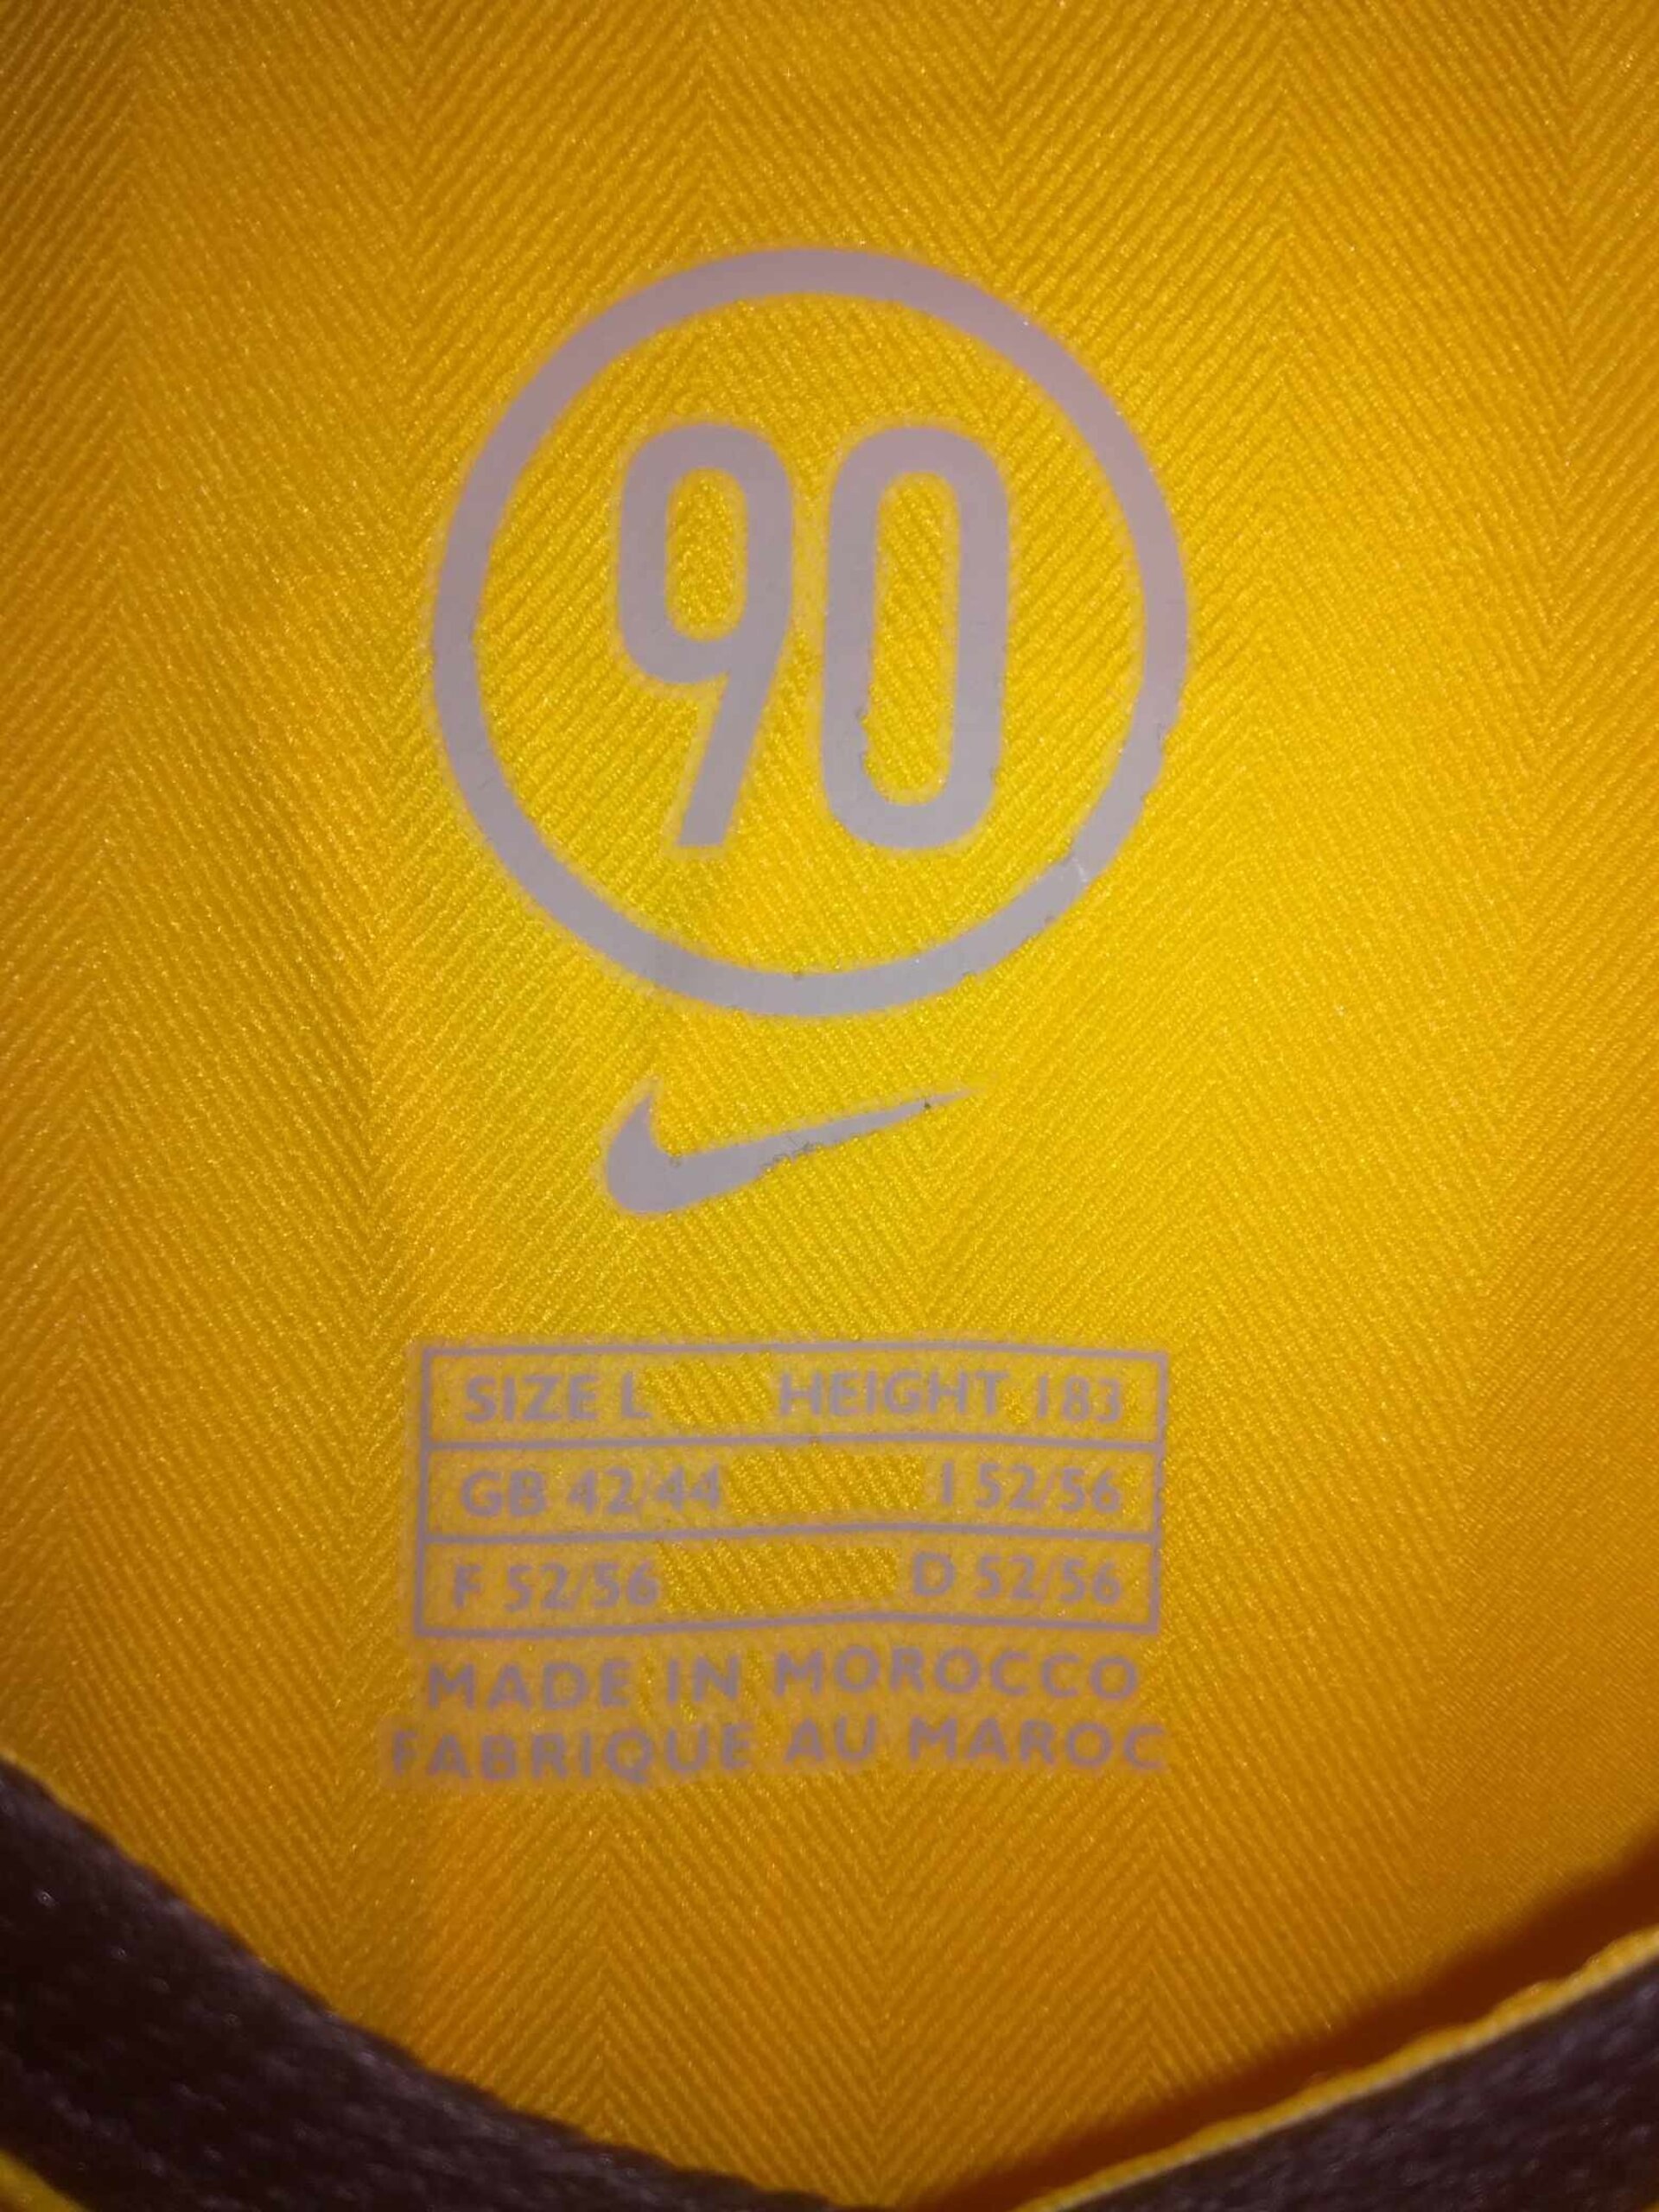 90
SIZE L HEIGHT 183
GB 42/44 I 52/56
F 52/56 D 52/56
MADE IN MOROCCO
FABRIQUE AU MAROC